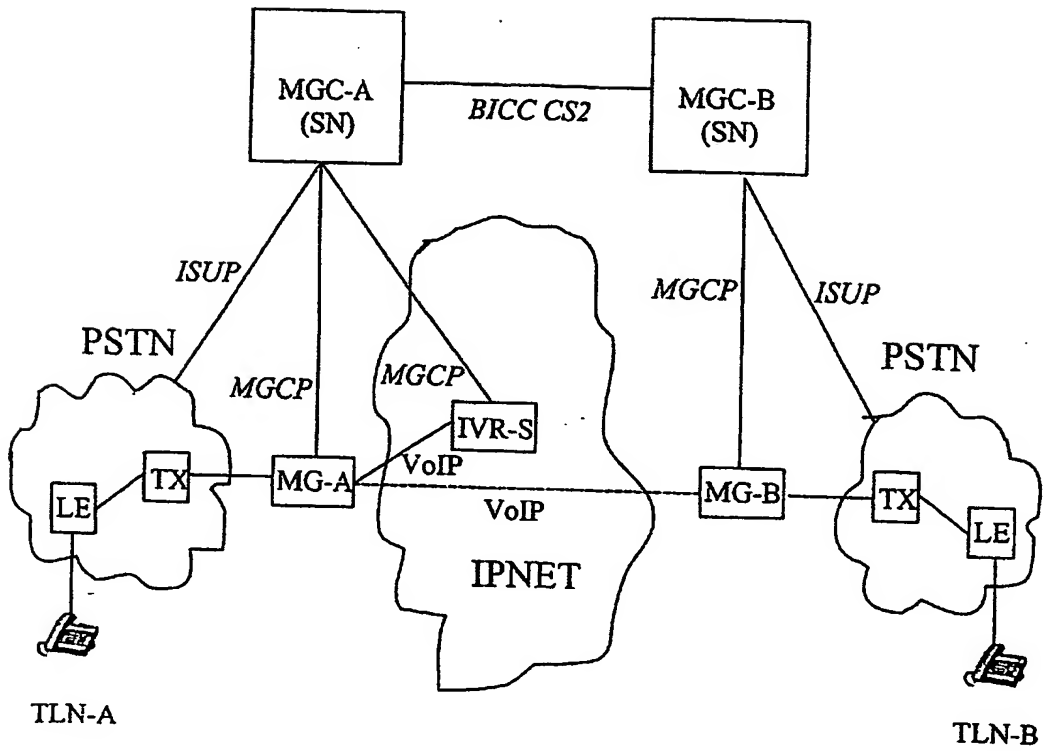 MGC-A
(SN)
BICC CS2
MGC-B
(SN)
ISUP
MGCP
ISUP
PSTN
PSTN
MGCP
MGCP
IVR-S
VoIP
TX
MG-A
MG-B
TX
LE
VoIP
LE
IPNET
TLN-A
TLN-B